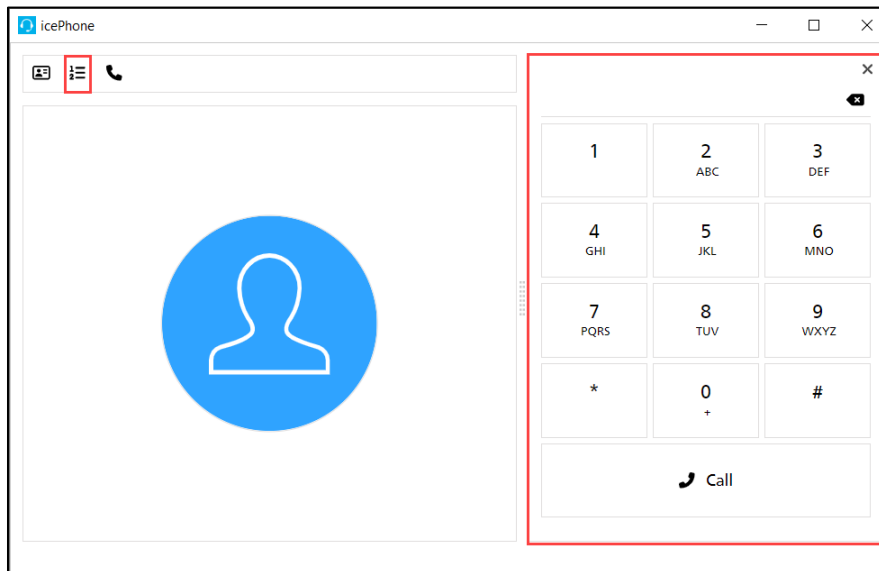 icePhone
1 2 3
ABC DEF
4 5 6
GHI JKL MNO
7 8 9
PQRS TUV WXYZ
* 0 #
+
Call